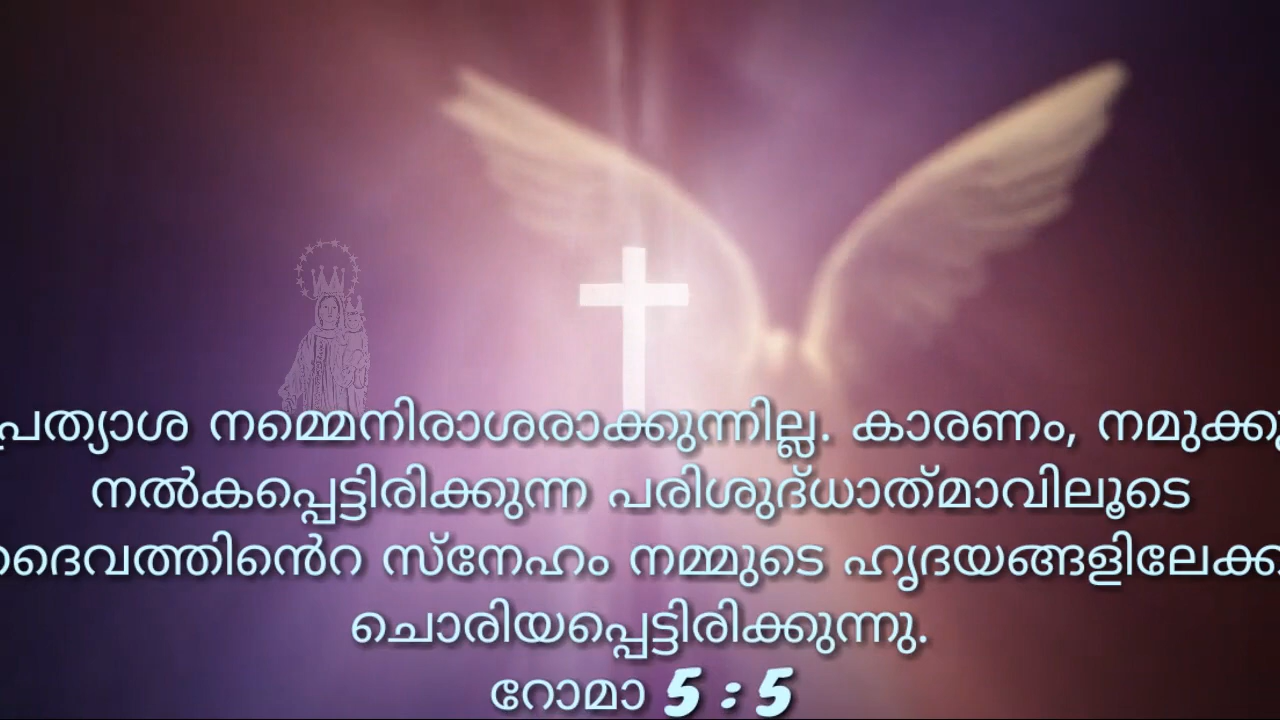 പ്രത്യാശ നമ്മെനിരാശരാക്കുന്നില്ല. കാരണം, നമുക്കു
നൽകപ്പെട്ടിരിക്കുന്ന പരിശുദ്ധാത്‌മാവിലൂടെ
ദൈവത്തിൻെറ സ്‌നേഹം നമ്മുടെ ഹൃദയങ്ങളിലേക്കു
ചൊരിയപ്പെട്ടിരിക്കുന്നു.
റോമാ 5 : 5